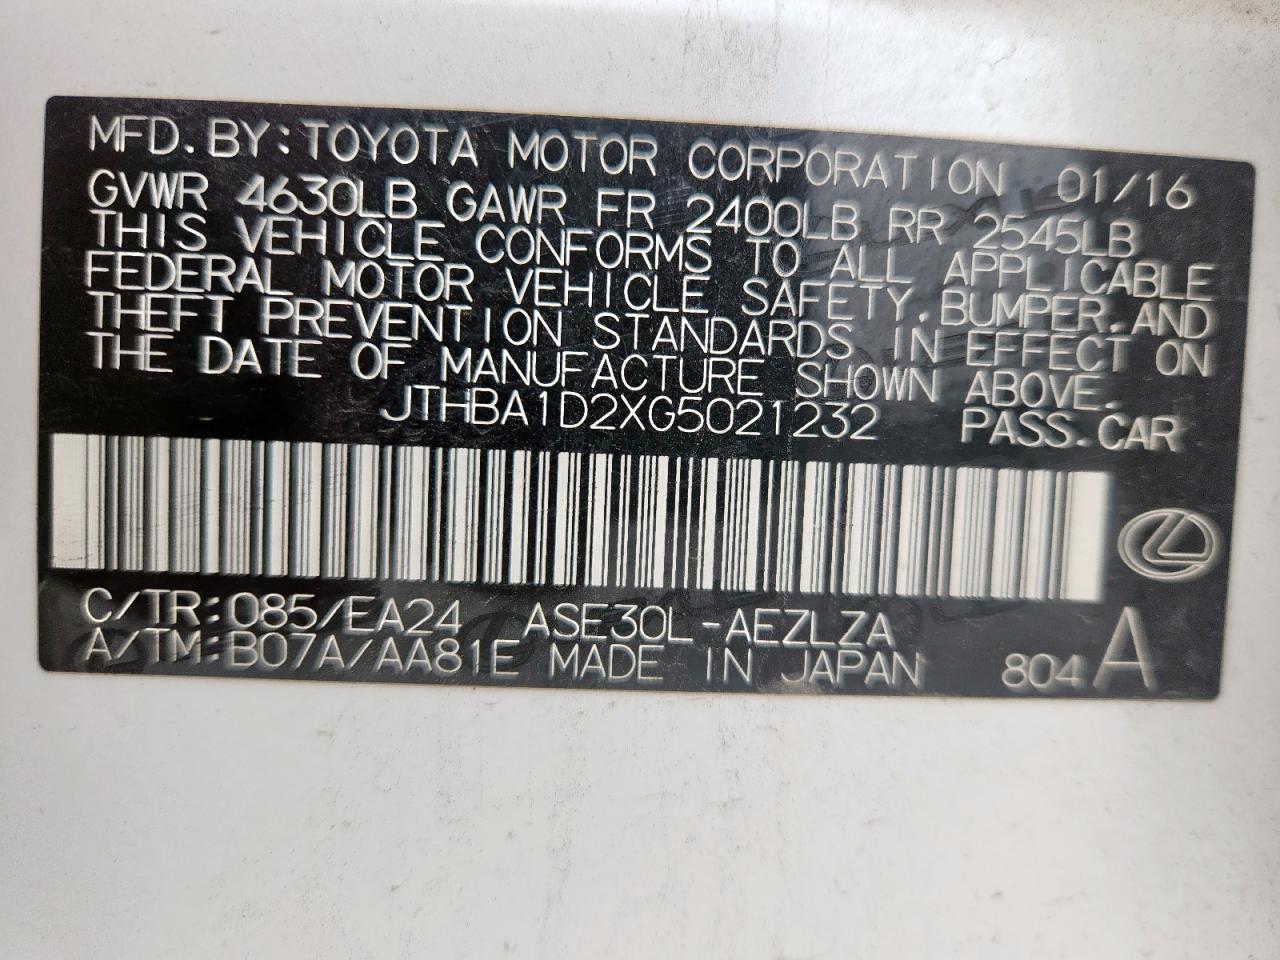 MFD. BY: TOYOTA MOTOR CORPORATION 01/16
GVWR 4630LB GAWR FR 2400LB RR 2545LB
THIS VEHICLE CONFORMS TO ALL APPLICABLE
FEDERAL MOTOR VEHICLE SAFETY, BUMPER, AND
THEFT PREVENTION STANDARDS IN EFFECT ON
THE DATE OF MANUFACTURE SHOWN ABOVE.
JTHBA1D2XG5021232 PASS. CAR
C/TR: 085/EA24 ASE30L-AEZLZA
A/TM: B07A/AA81E MADE IN JAPAN 804 A